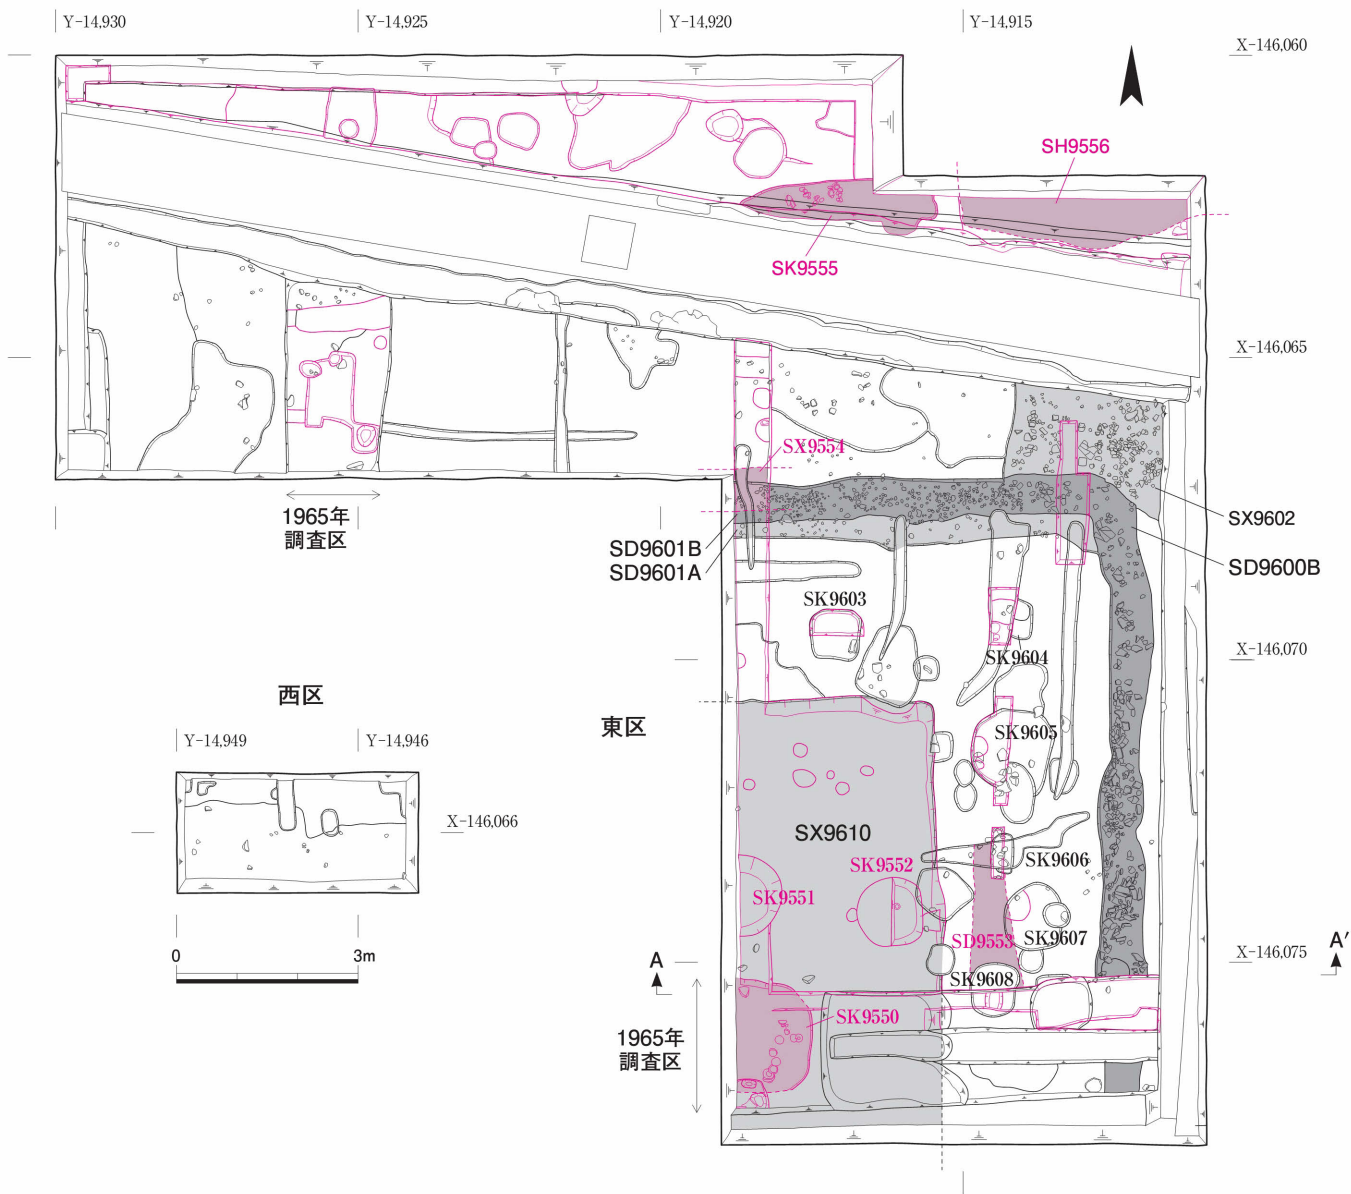 Y-14,930
Y-14,925
Y-14,920
Y-14,915
X-146,060
SH9556
SK9555
X-146,065
SX9554
1965年
調査区
SX9602
SD9601B
SD9601A
SD9600B
SK9603
SK9604
X-146,070
西区
東区
SK9605
Y-14,949
Y-14,946
X-146,066
SX9610
SK9552
SK9606
SK9551
SD9553
SK9607
A
A′
X-146,075
SK9608
0
3m
SK9550
1965年
調査区